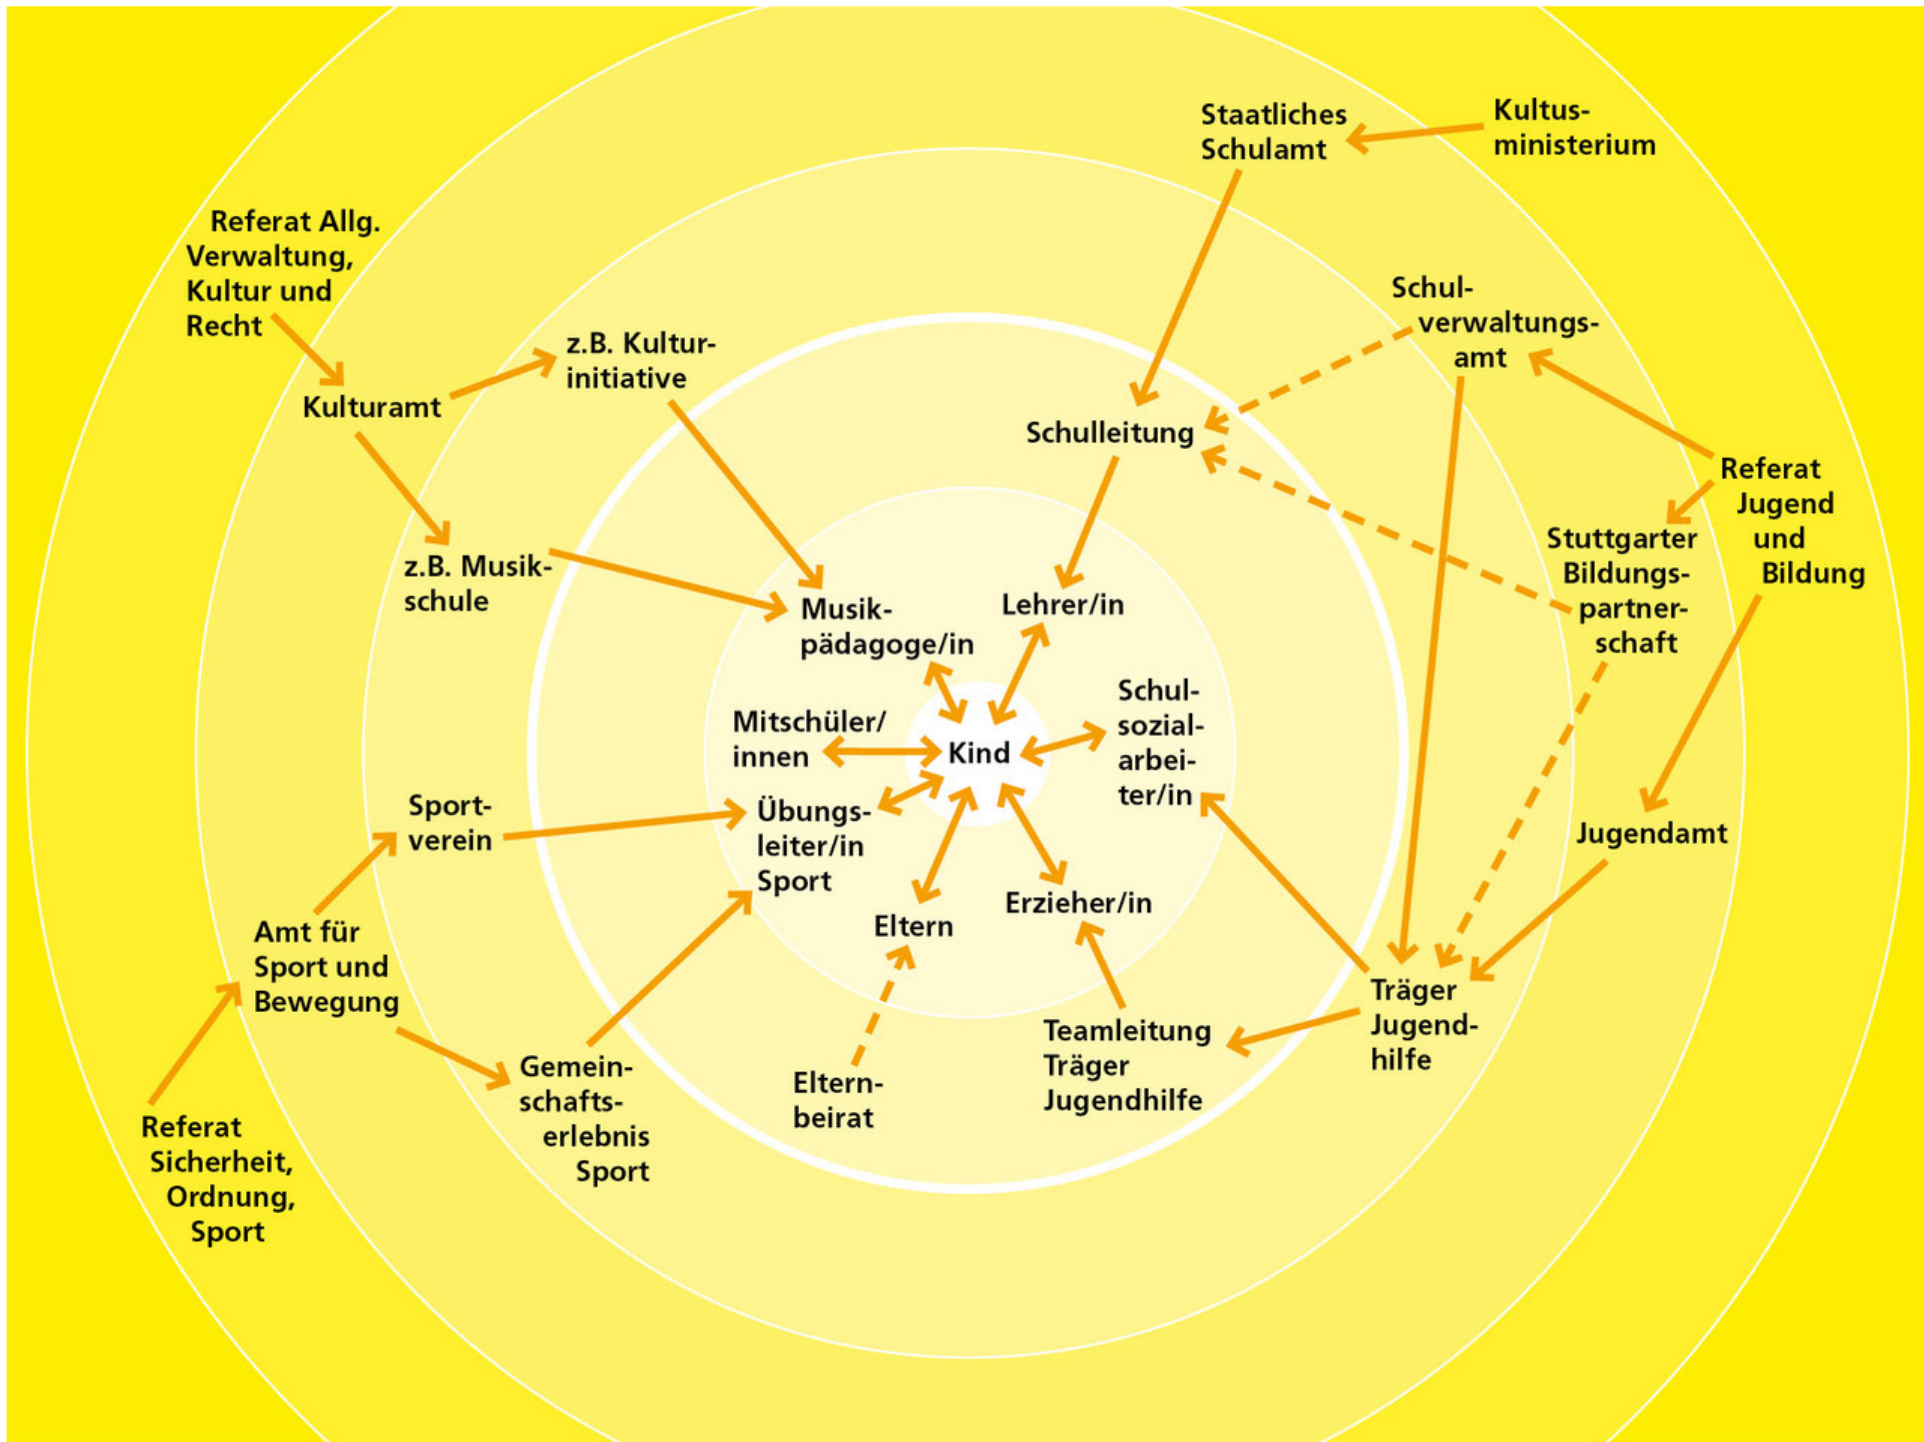 Staatliches
Schulamt
Kultus-
ministerium
Referat Allg.
Verwaltung,
Kultur und
Recht
Schul-
verwaltungs-
amt
z.B. Kultur-
initiative
Kulturamt
Schulleitung
Referat
Jugend
und
Bildung
Stuttgarter
Bildungs-
partner-
schaft
z.B. Musik-
schule
Musik-
pädagoge/in
Lehrer/in
Schul-
sozial-
arbei-
ter/in
Mitschüler/
innen
Kind
Sport-
verein
Übungs-
leiter/in
Sport
Jugendamt
Eltern
Erzieher/in
Amt für
Sport und
Bewegung
Träger
Jugend-
hilfe
Teamleitung
Träger
Jugendhilfe
Gemein-
schafts-
erlebnis
Sport
Eltern-
beirat
Referat
Sicherheit,
Ordnung,
Sport